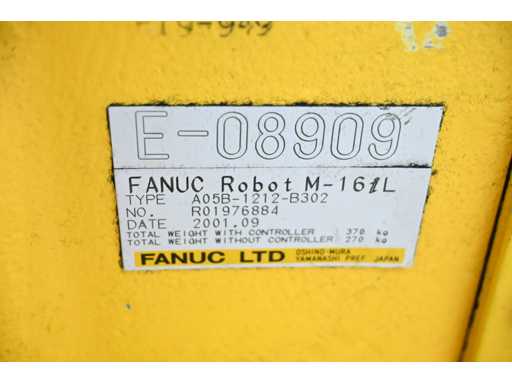 E-08909
FANUC Robot M-16iL
TYPE A05B-1212-B302
NO. R01976884
DATE 2001.09
TOTAL WEIGHT WITH CONTROLLER 370 kg
TOTAL WEIGHT WITHOUT CONTROLLER 270 kg
FANUC LTD OSHINO-MURA
YAMANASHI PREF. JAPAN